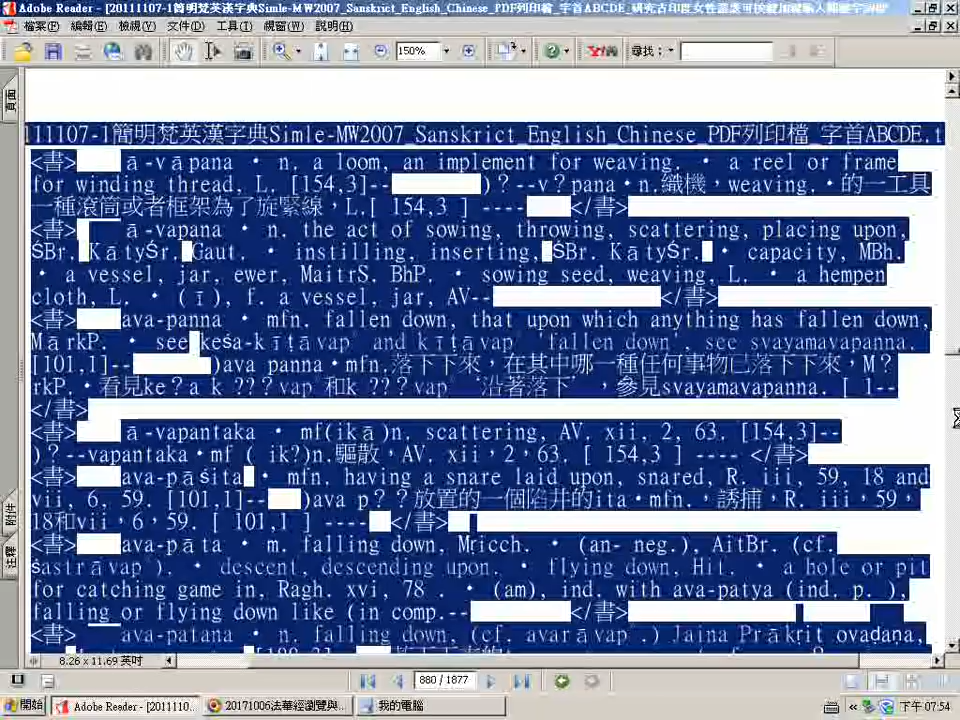 Adobe Reader - [20111107-1簡明梵英漢字典Simle-MW2007_Sanskrict_English_Chinese_PDF列印檔_字首ABCDE_研究古印度女性
檔案(F) 編輯(E) 檢視(V) 文件(D) 工具(T) 視窗(W) 說明(H)
150% 尋找:
頁面
附件
註釋
111107-1簡明梵英漢字典Simle-MW2007_Sanskrict_English_Chinese_PDF列印檔_字首ABCDE.t
<書> ā-vāpana • n. a loom, an implement for weaving. • a reel or frame
for winding thread, L. [154,3]-- )?--v?pana•n.織機,weaving.•的一工具
一種滾筒或者框架為了旋緊線,L.[ 154,3 ] ---- </書>
<書> ā-vapana • n. the act of sowing, throwing, scattering, placing upon,
ŚBr. KātyŚr. Gaut. • instilling, inserting, ŚBr. KātyŚr. • capacity, MBh.
• a vessel, jar, ewer, MaitrS. BhP. • sowing seed, weaving, L. • a hempen
cloth, L. • (ī), f. a vessel, jar, AV-- </書>
<書> ava-panna • mfn. fallen down, that upon which anything has fallen down,
MārkP. • see keśa-kīṭāvap and kīṭāvap 'fallen down', see svayamavapanna.
[101,1]-- )ava panna•mfn.落下下來,在其中哪一種任何事物已落下下來,M?
rkP.•看見ke?a k ???vap 和k ???vap '沿著落下',參見svayamavapanna. [ 1--
</書>
<書> ā-vapantaka • mf(ikā)n. scattering, AV. xii, 2, 63. [154,3]--
)?--vapantaka•mf ( ik?)n.驅散,AV. xii,2,63. [ 154,3 ] ---- </書>
<書> ava-pāśita • mfn. having a snare laid upon, snared, R. iii, 59, 18 and
vii, 6, 59. [101,1]-- )ava p??放置的一個陷井的ita•mfn.,誘捕,R. iii,59,
18和vii,6,59. [ 101,1 ] ---- </書>
<書> ava-pāta • m. falling down, Mricch. • (an- neg.), AitBr. (cf.
śastrāvap ). • descent, descending upon. • flying down, Hit. • a hole or pit
for catching game in, Ragh. xvi, 78 . • (am), ind. with ava-patya (ind. p. ),
falling or flying down like (in comp.-- </書>
<書> ava-patana • n. falling down, (cf. avarāvap .) Jaina Prākrit ovaḍaṇa,
8.26 x 11.69 英吋
880 / 1877
開始 Adobe Reader - [2011110... 20171006法華經瀏覽與... 我的電腦 下午 07:54